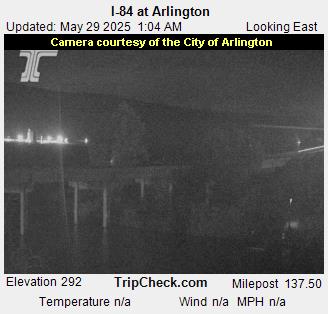 I-84 at Arlington
Updated: May 29 2025 1:04 AM Looking East
Camera courtesy of the City of Arlington
Elevation 292 TripCheck.com Milepost 137.50
Temperature n/a Wind n/a MPH n/a